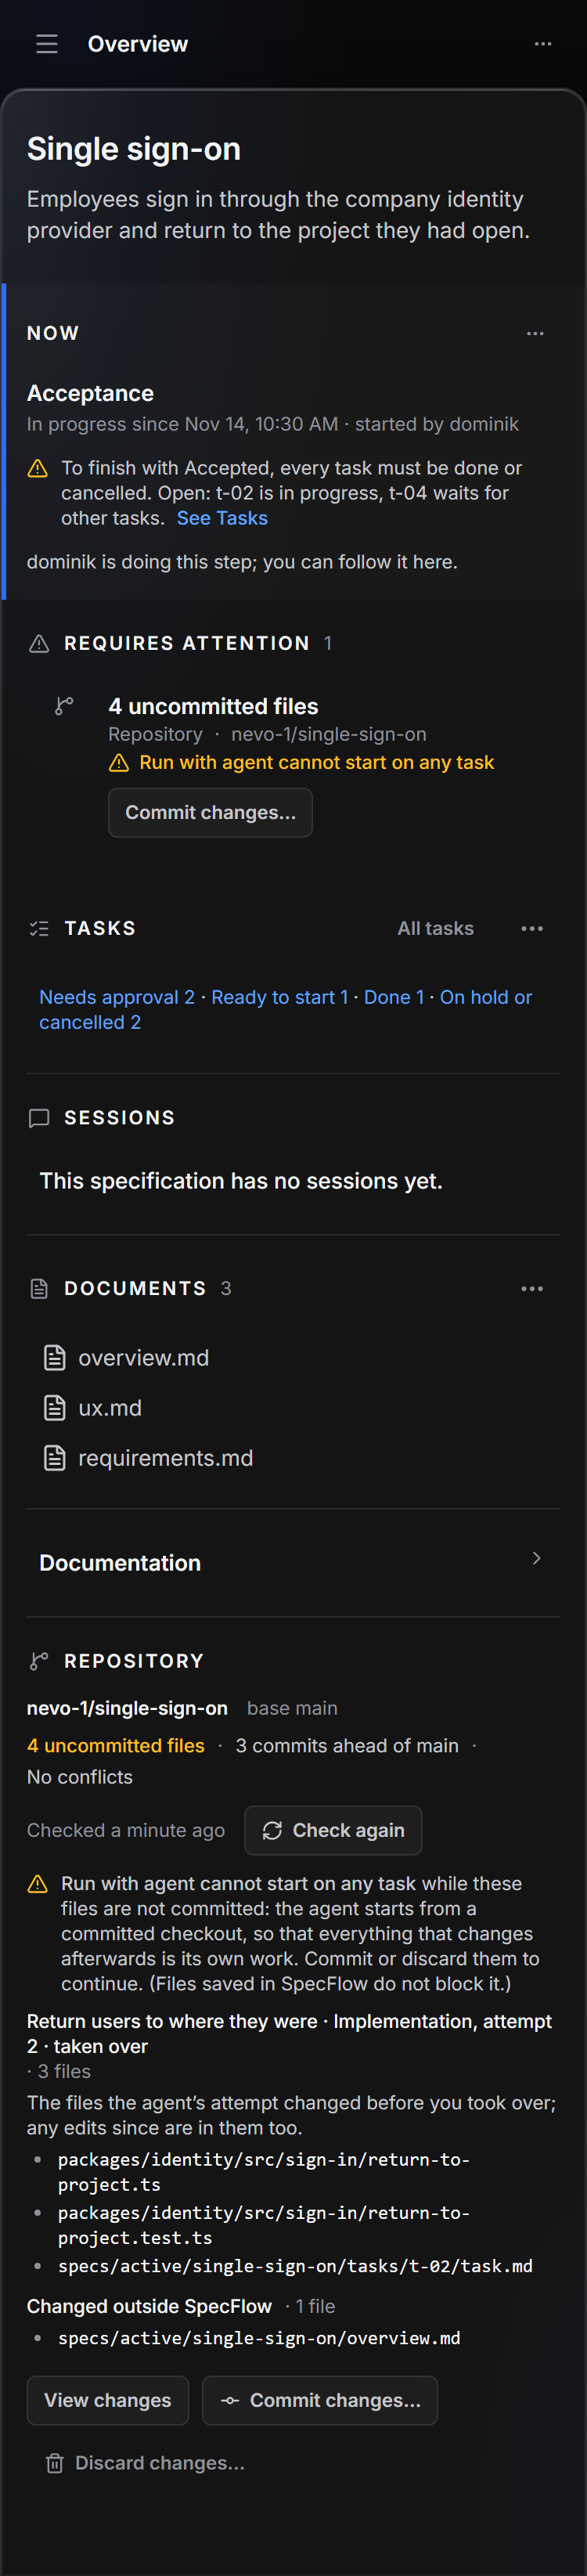 Overview
Single sign-on
Employees sign in through the company identity
provider and return to the project they had open.
NOW
Acceptance
In progress since Nov 14, 10:30 AM · started by dominik
To finish with Accepted, every task must be done or
cancelled. Open: t-02 is in progress, t-04 waits for
other tasks. See Tasks
dominik is doing this step; you can follow it here.
REQUIRES ATTENTION 1
4 uncommitted files
Repository · nevo-1/single-sign-on
Run with agent cannot start on any task
Commit changes...
TASKS All tasks
Needs approval 2 · Ready to start 1 · Done 1 · On hold or
cancelled 2
SESSIONS
This specification has no sessions yet.
DOCUMENTS 3
overview.md
ux.md
requirements.md
Documentation
REPOSITORY
nevo-1/single-sign-on base main
4 uncommitted files · 3 commits ahead of main ·
No conflicts
Checked a minute ago Check again
Run with agent cannot start on any task while these
files are not committed: the agent starts from a
committed checkout, so that everything that changes
afterwards is its own work. Commit or discard them to
continue. (Files saved in SpecFlow do not block it.)
Return users to where they were · Implementation, attempt
2 · taken over
· 3 files
The files the agent’s attempt changed before you took over;
any edits since are in them too.
• packages/identity/src/sign-in/return-to-
project.ts
• packages/identity/src/sign-in/return-to-
project.test.ts
• specs/active/single-sign-on/tasks/t-02/task.md
Changed outside SpecFlow · 1 file
• specs/active/single-sign-on/overview.md
View changes Commit changes...
Discard changes...